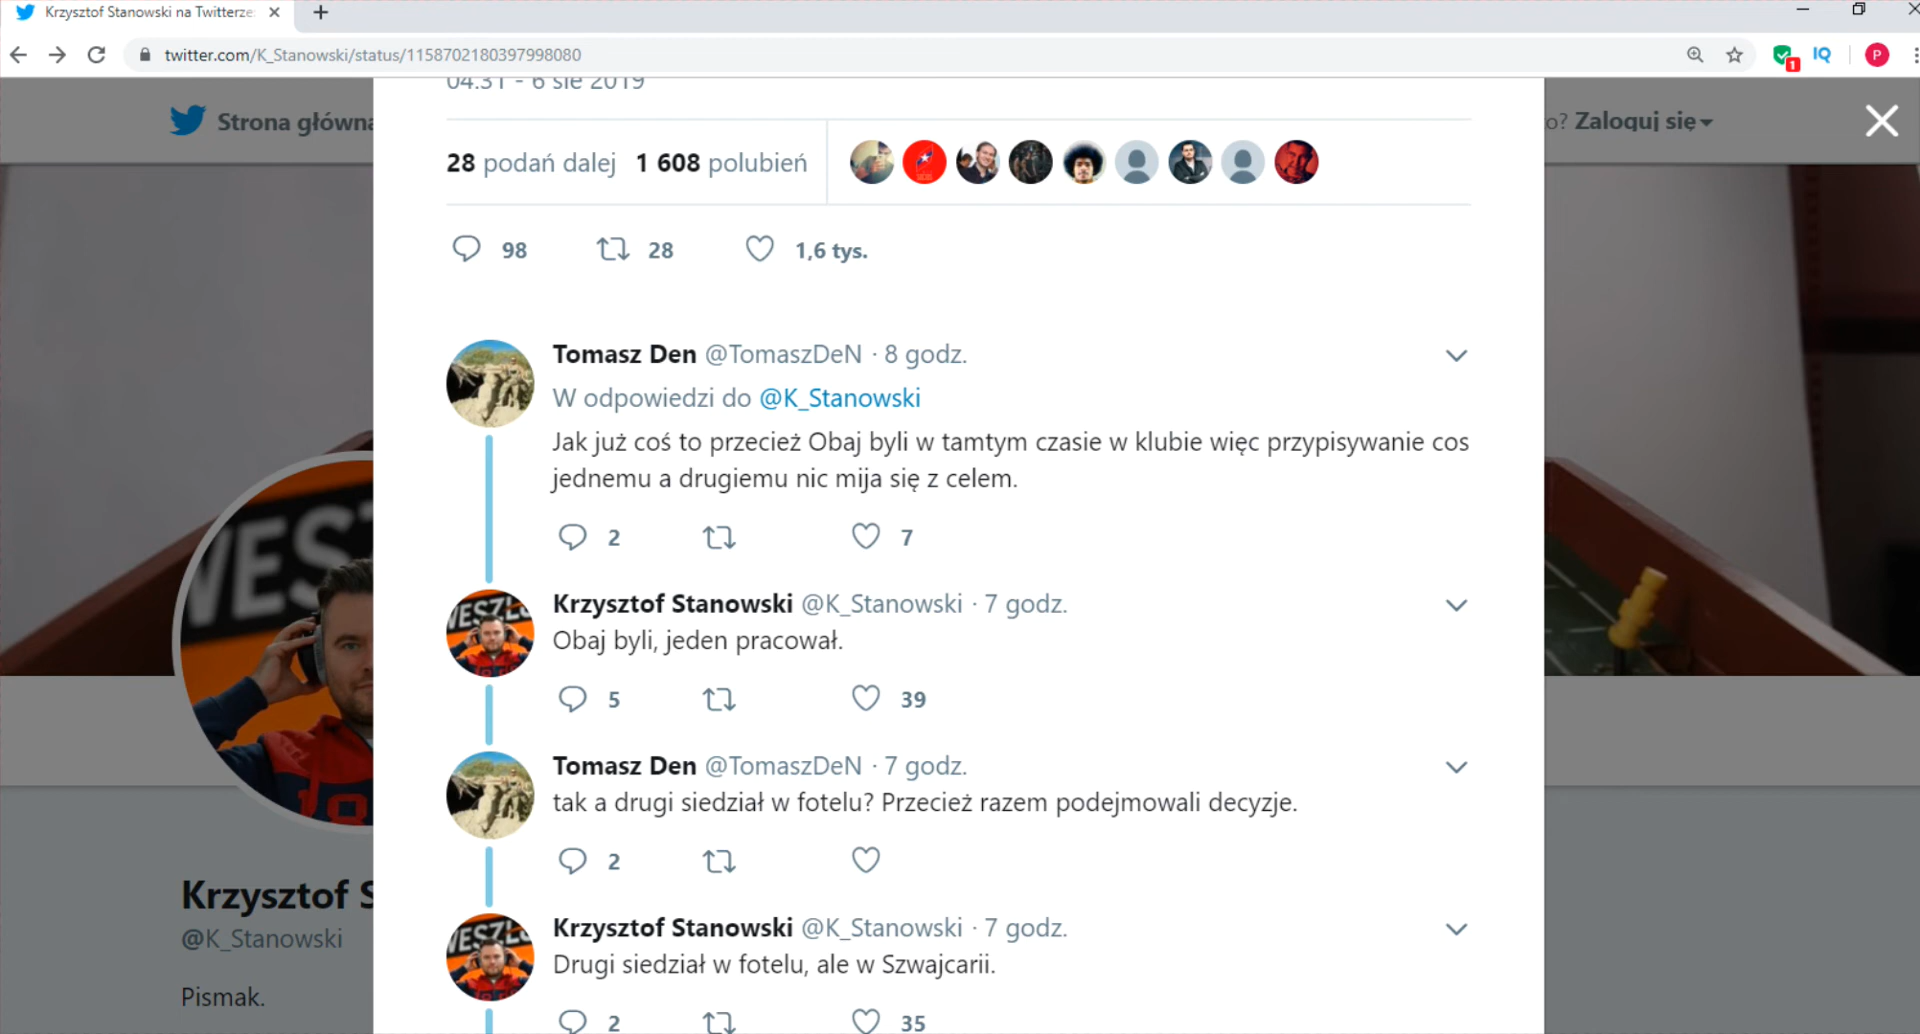 Krzysztof Stanowski na Twitterze:
twitter.com/K_Stanowski/status/1158702180397998080
1
IQ
P
04:31 - 6 sie 2019
Strona główna
o? Zaloguj się
28 podań dalej 1 608 polubień
98 28 1,6 tys.
Tomasz Den @TomaszDeN · 8 godz.
W odpowiedzi do @K_Stanowski
Jak już coś to przecież Obaj byli w tamtym czasie w klubie więc przypisywanie cos
jednemu a drugiemu nic mija się z celem.
2 7
Krzysztof Stanowski @K_Stanowski · 7 godz.
Obaj byli, jeden pracował.
5 39
Tomasz Den @TomaszDeN · 7 godz.
tak a drugi siedział w fotelu? Przecież razem podejmowali decyzje.
2
Krzysztof Stanowski @K_Stanowski · 7 godz.
Drugi siedział w fotelu, ale w Szwajcarii.
2 35
WESZŁ
Krzysztof S
@K_Stanowski
Pismak.